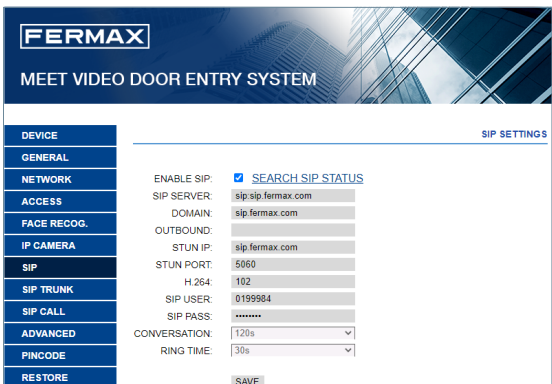 FERMAX
MEET VIDEO DOOR ENTRY SYSTEM
DEVICE
GENERAL
NETWORK
ACCESS
FACE RECOG.
IP CAMERA
SIP
SIP TRUNK
SIP CALL
ADVANCED
PINCODE
RESTORE
SIP SETTINGS
ENABLE SIP: SEARCH SIP STATUS
SIP SERVER: sip:sip.fermax.com
DOMAIN: sip.fermax.com
OUTBOUND:
STUN IP: sip.fermax.com
STUN PORT: 5060
H.264: 102
SIP USER: 0199984
SIP PASS: ••••••••
CONVERSATION: 120s
RING TIME: 30s
SAVE